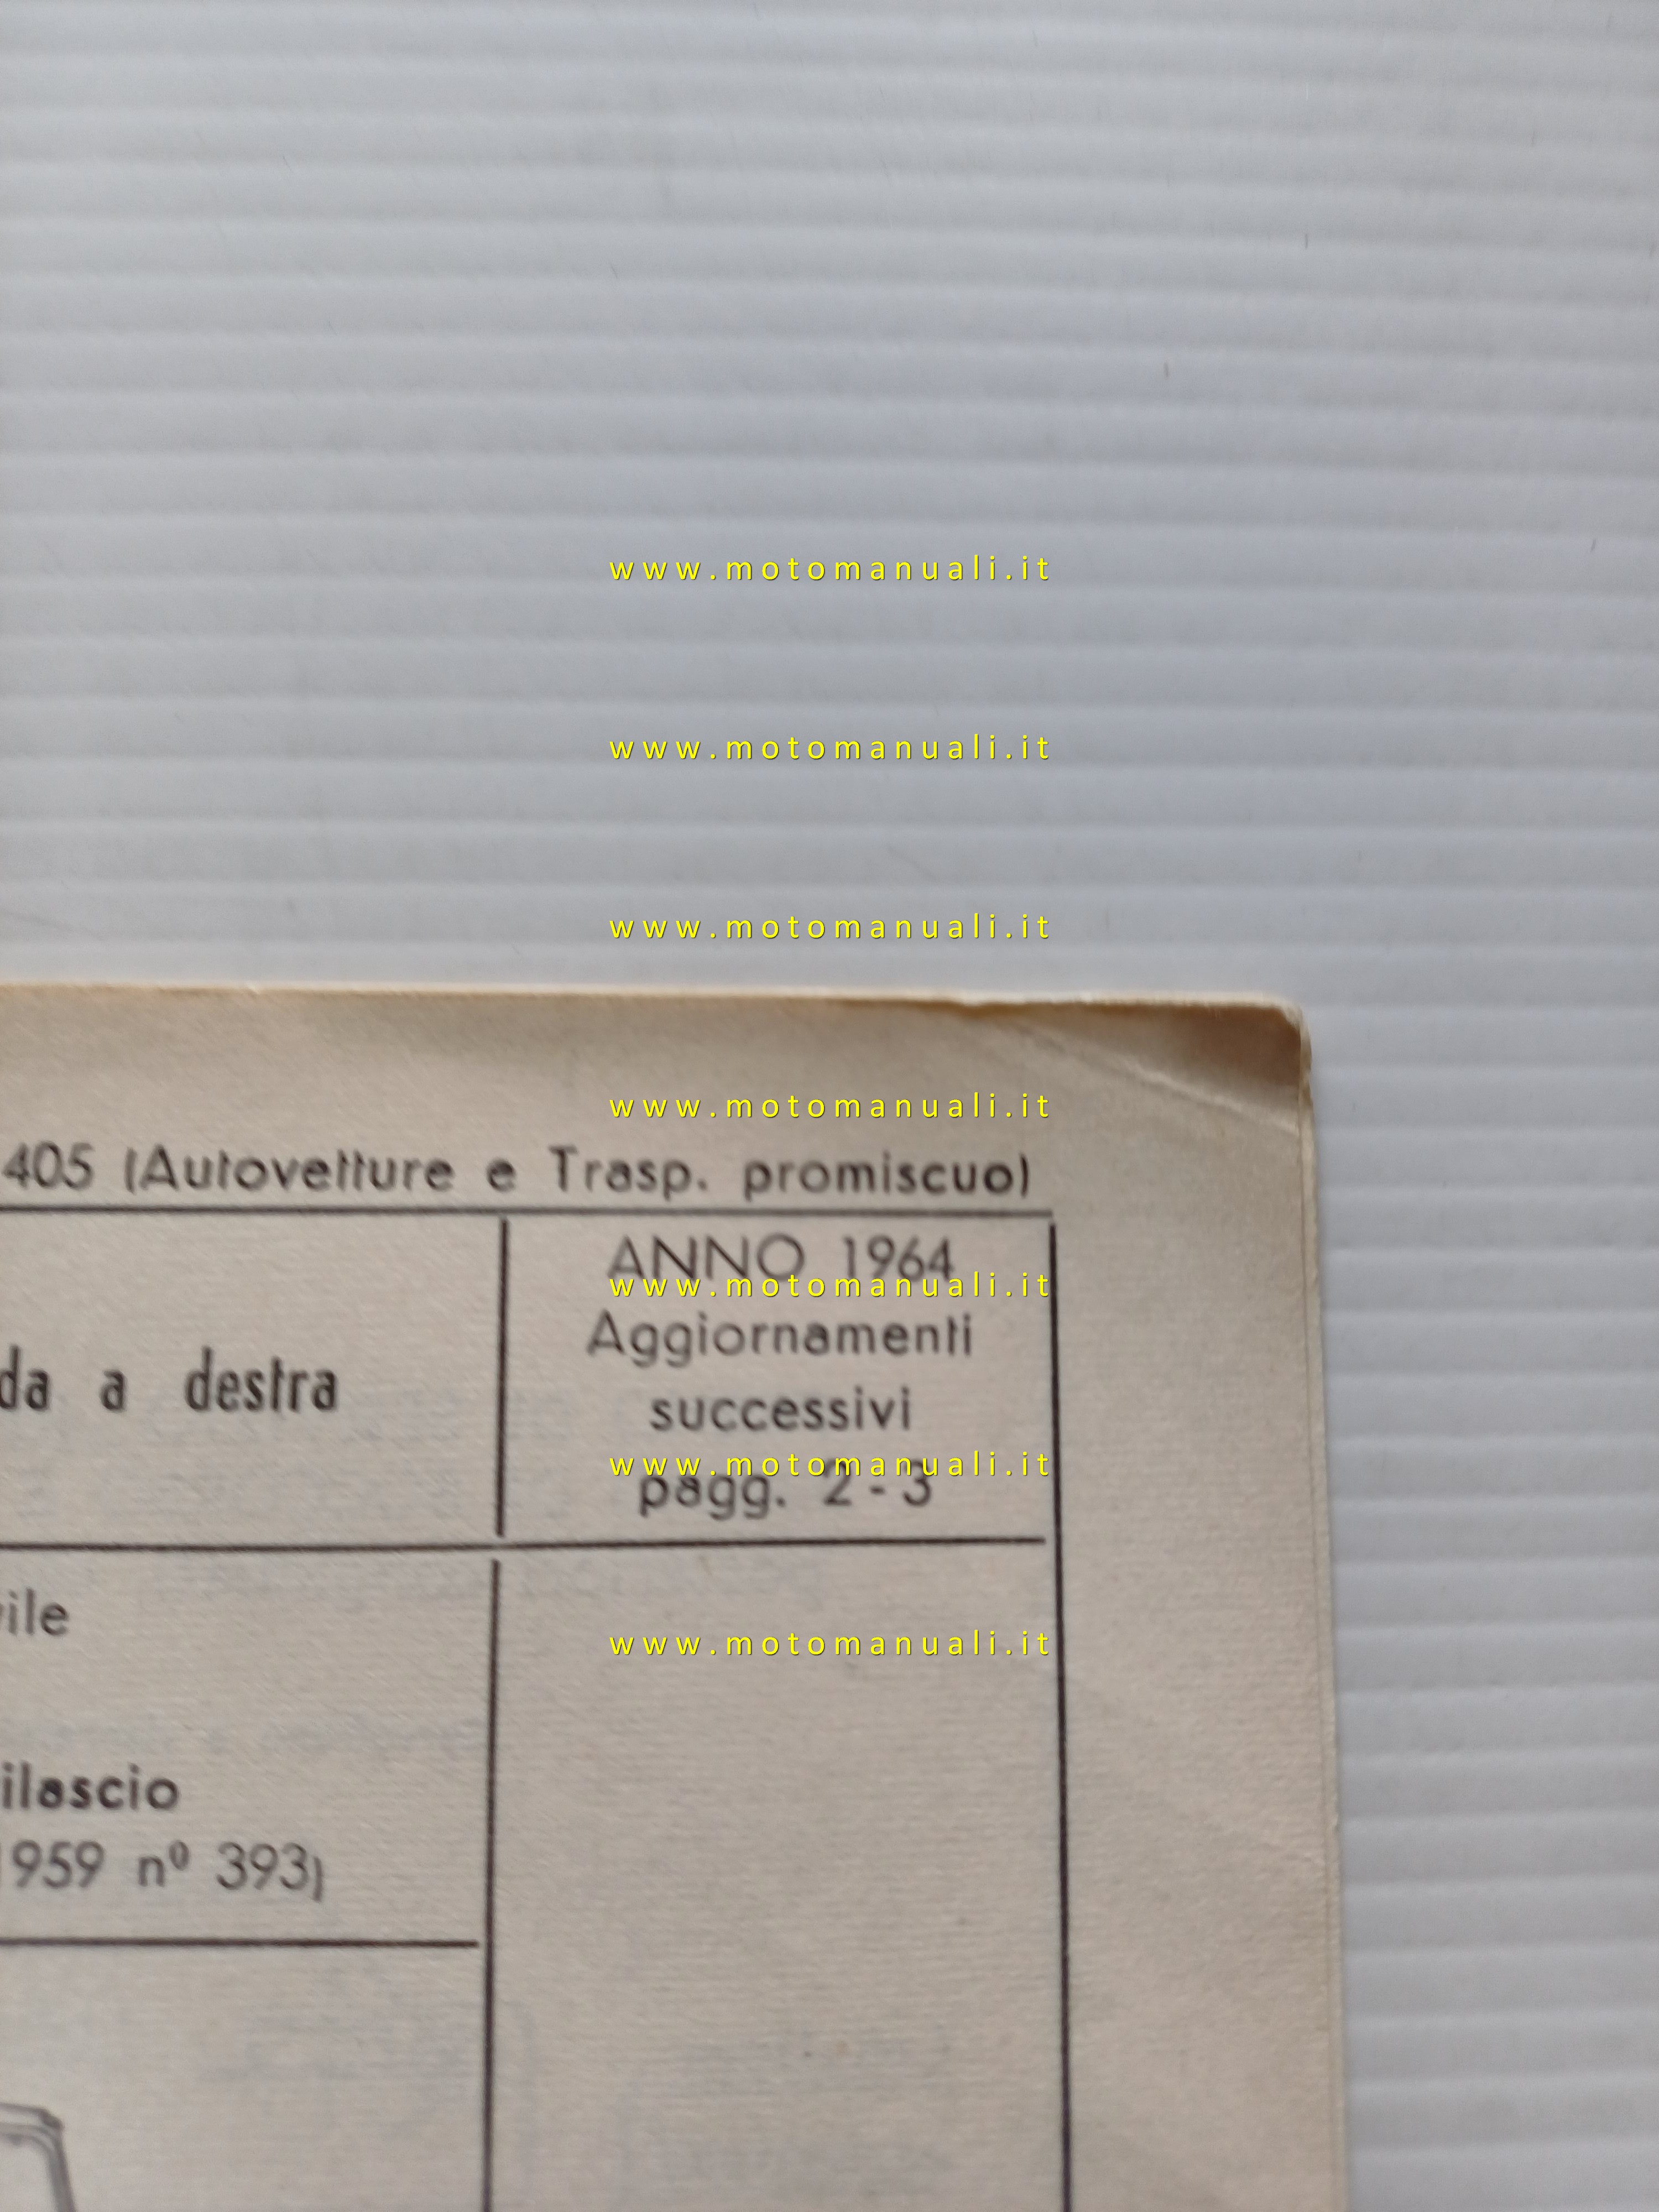 www.motomanuali.it
www.motomanuali.it
www.motomanuali.it
www.motomanuali.it
405 (Autovetture e Trasp. promiscuo)
ANNO 1964
www.motomanuali.it
Aggiornamenti
da a destra
successivi
www.motomanuali.it
pagg. 2 - 3
ile
www.motomanuali.it
ilascio
1959 nº 393)